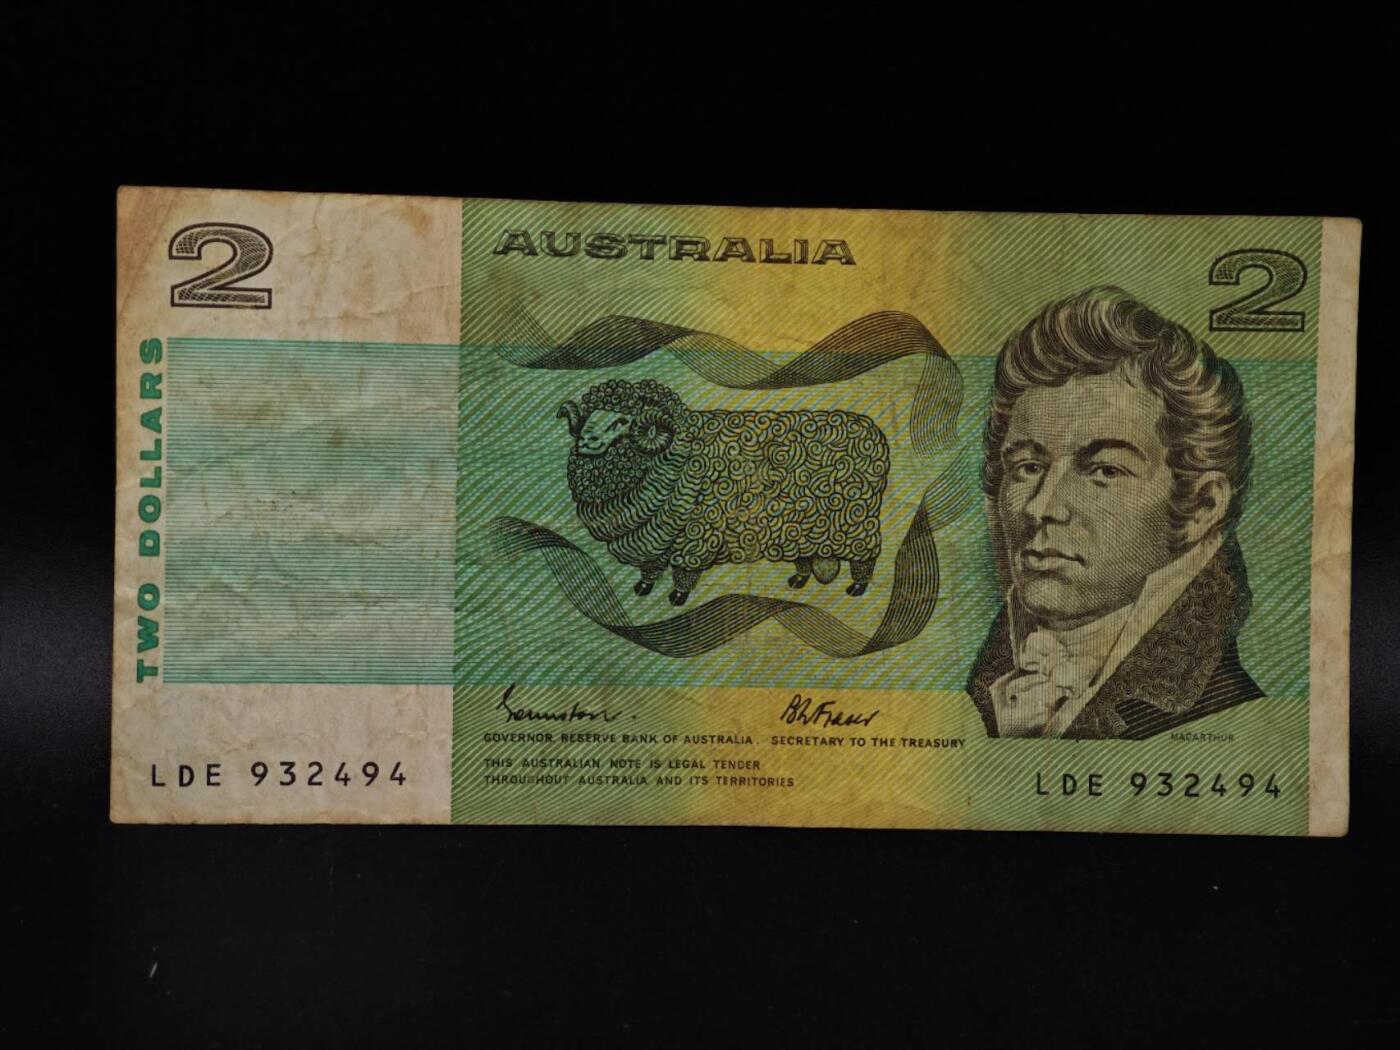 2
AUSTRALIA
2
TWO DOLLARS
GOVERNOR, RESERVE BANK OF AUSTRALIA. SECRETARY TO THE TREASURY
THIS AUSTRALIAN NOTE IS LEGAL TENDER
THROUGHOUT AUSTRALIA AND ITS TERRITORIES
MACARTHUR
LDE 932494
LDE 932494